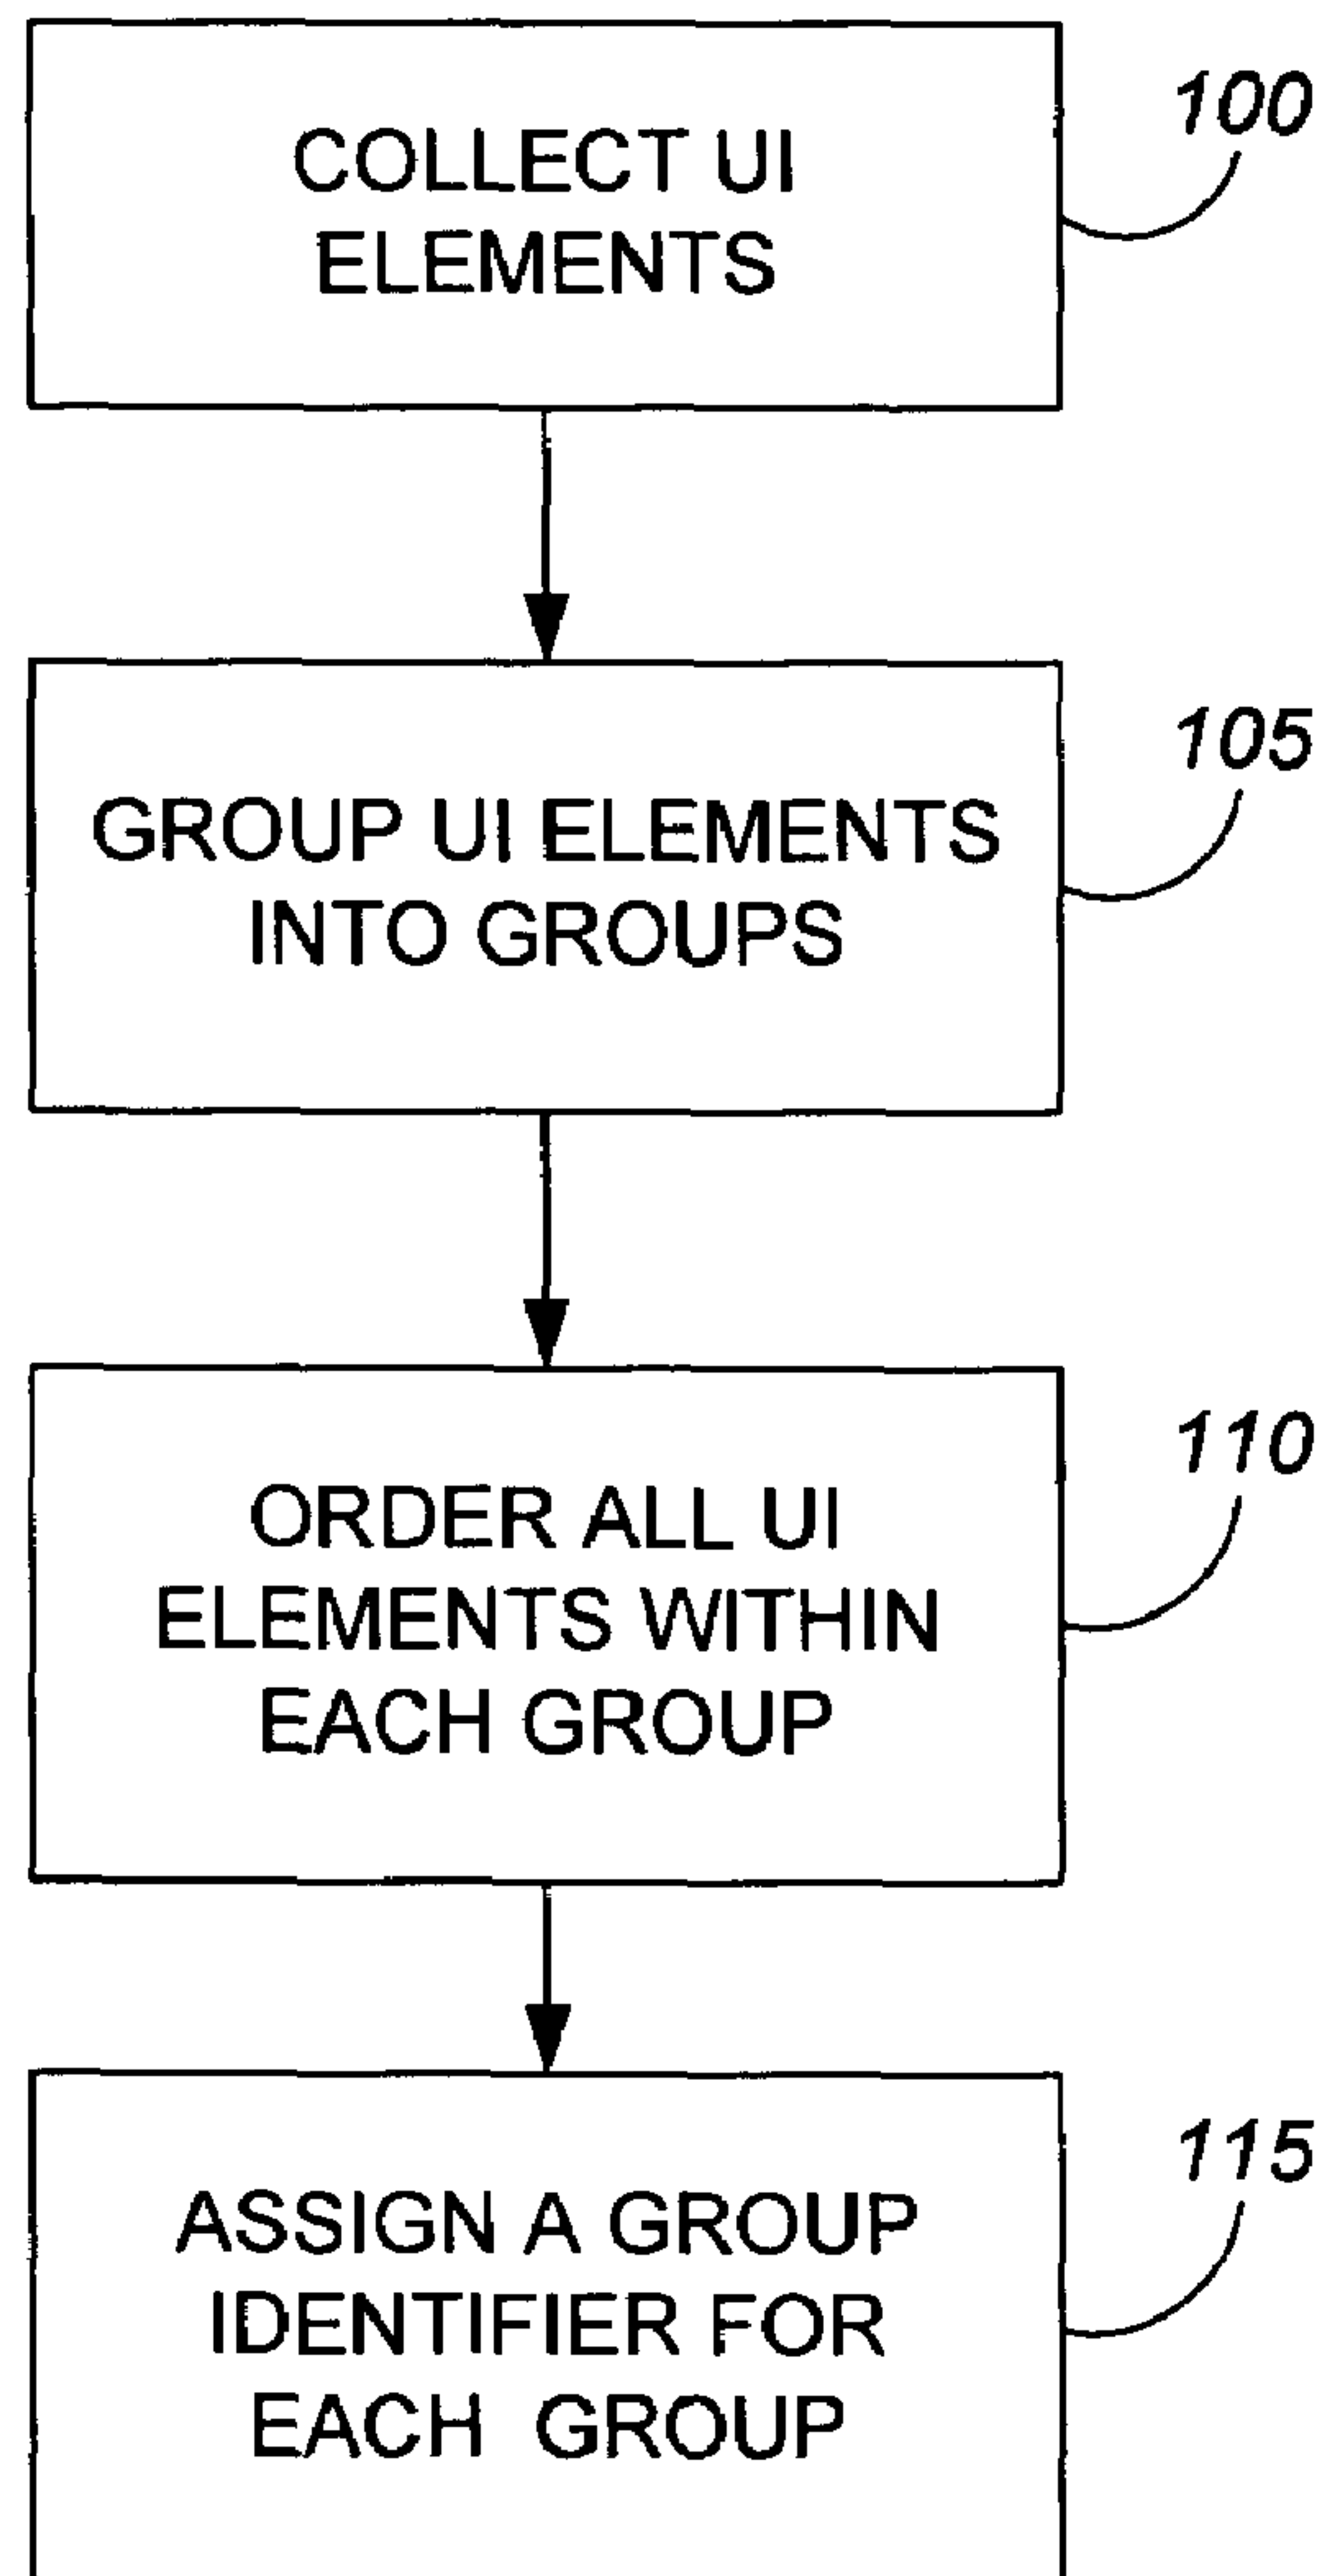 COLLECT UI
ELEMENTS
100
GROUP UI ELEMENTS
INTO GROUPS
105
ORDER ALL UI
ELEMENTS WITHIN
EACH GROUP
110
ASSIGN A GROUP
IDENTIFIER FOR
EACH GROUP
115